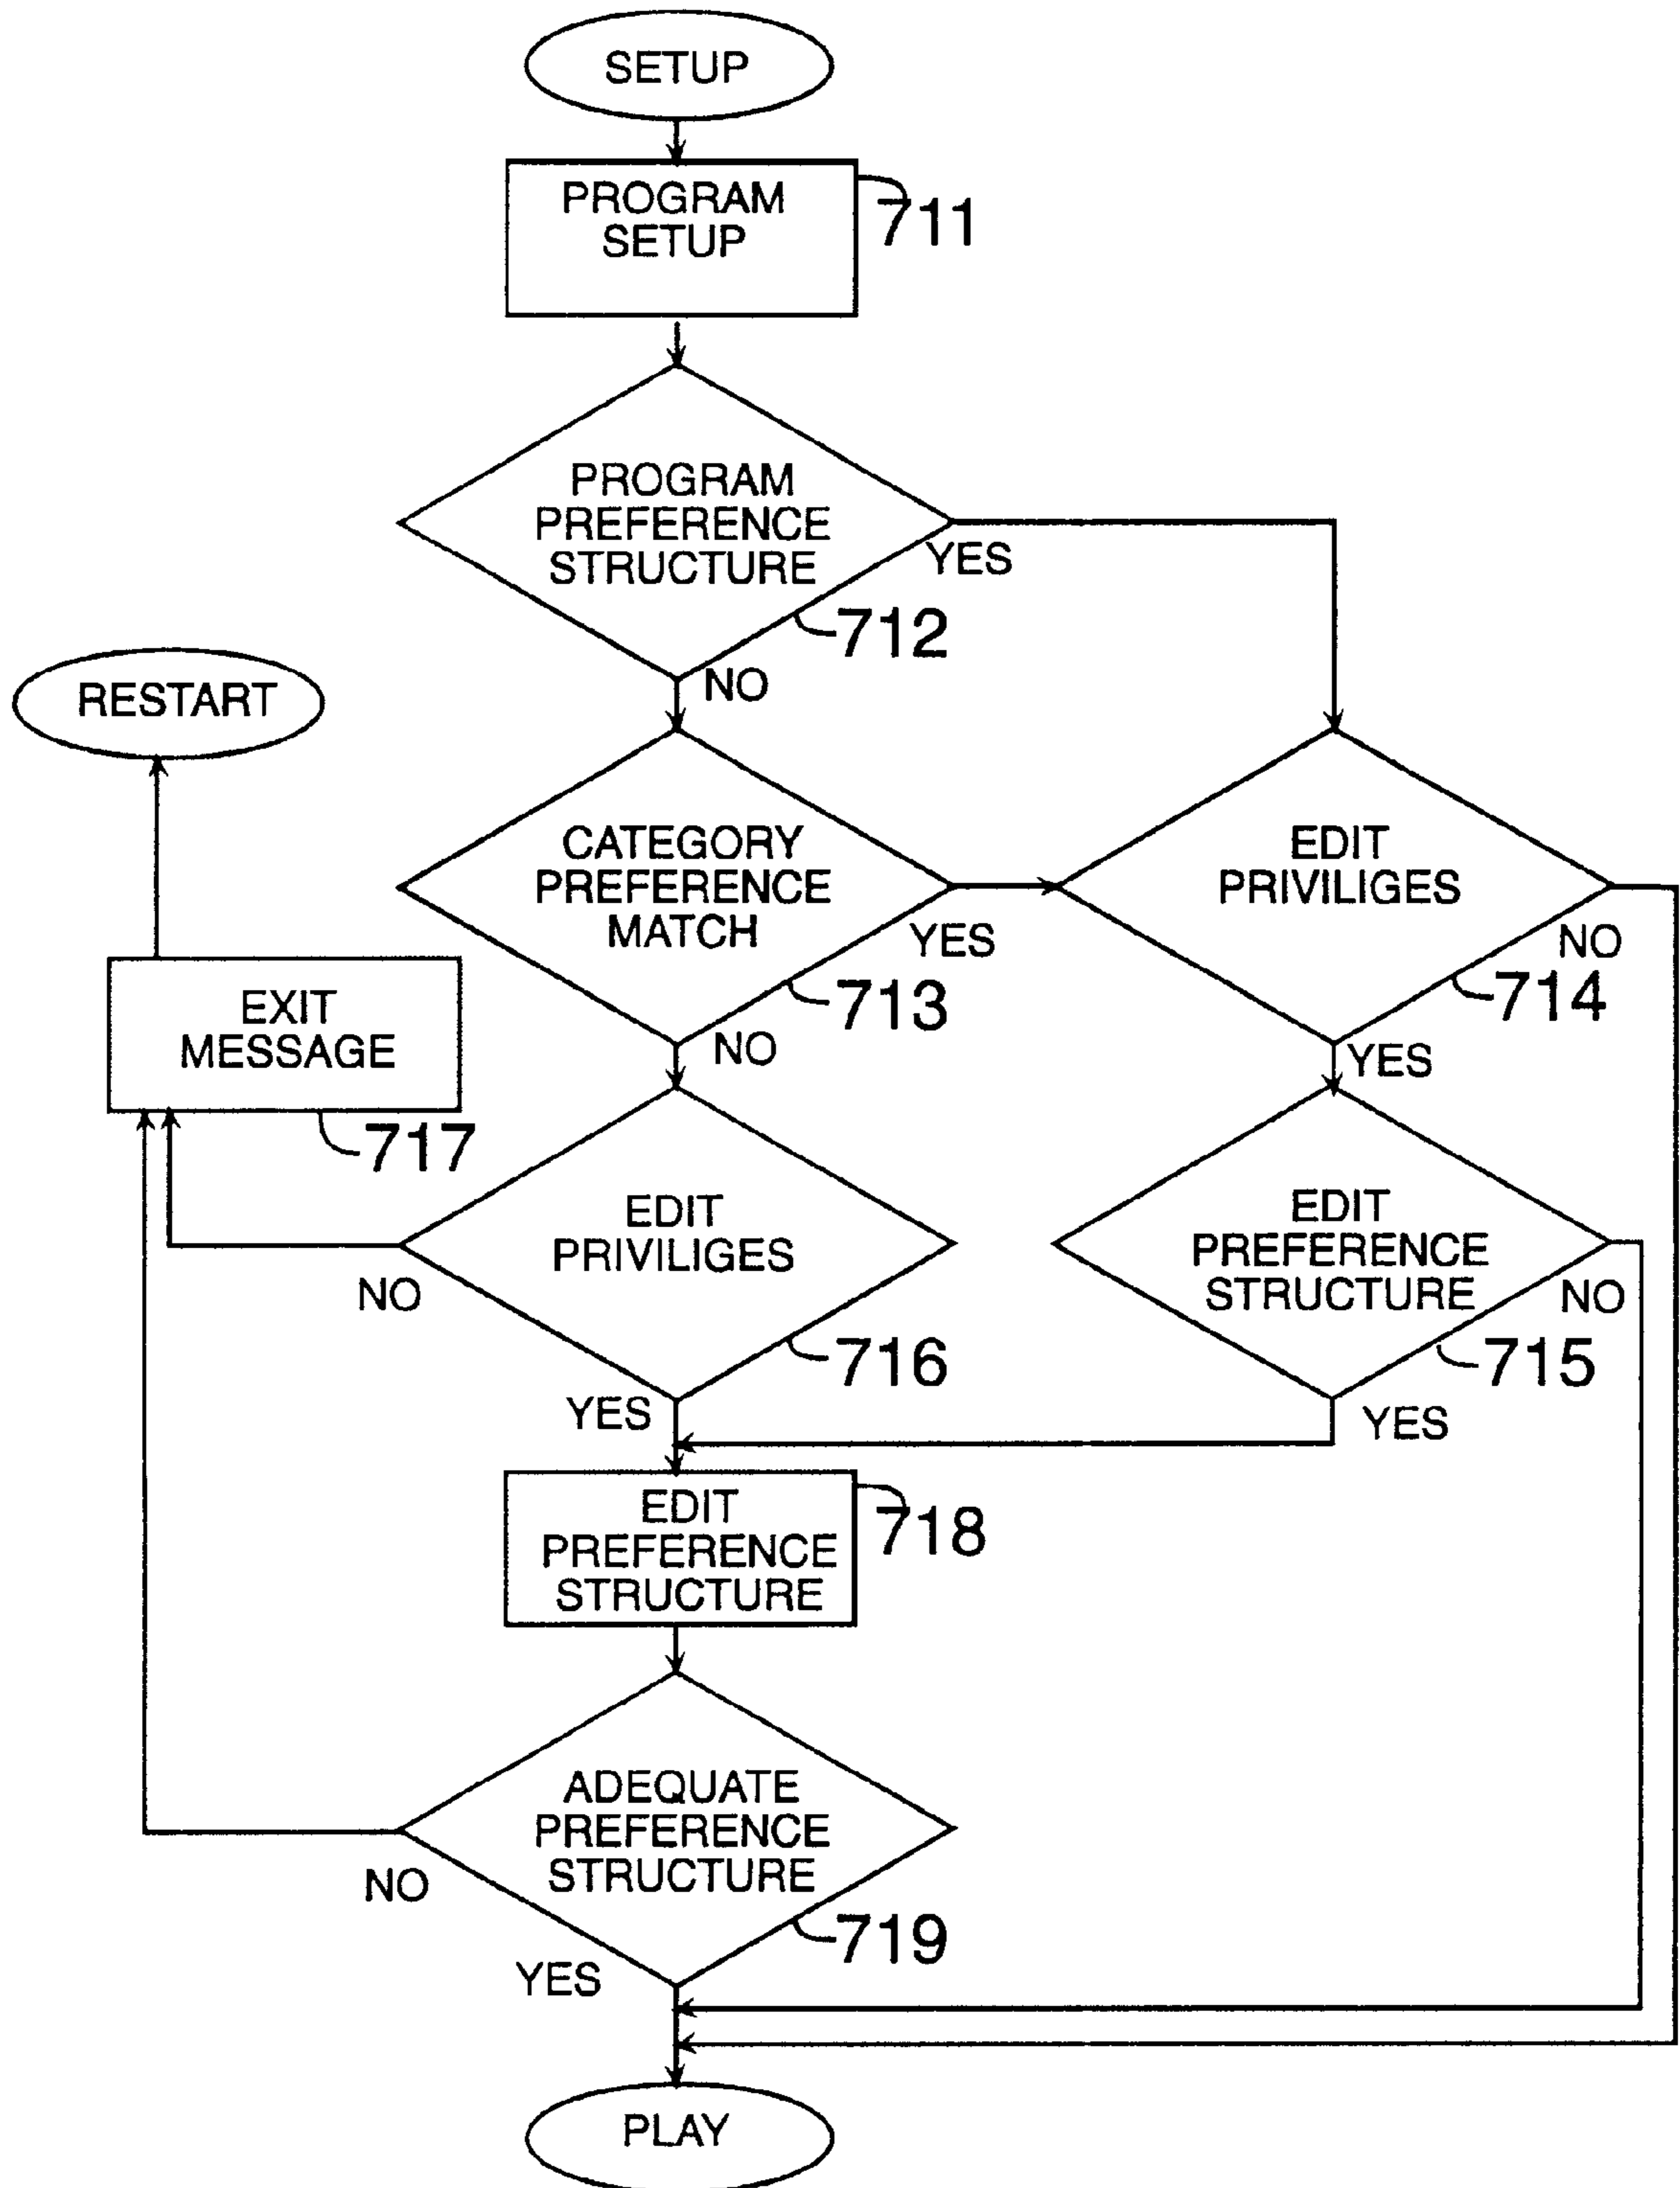 SETUP
PROGRAM
SETUP
711
PROGRAM
PREFERENCE
STRUCTURE
YES
712
NO
RESTART
CATEGORY
PREFERENCE
MATCH
YES
713
NO
EDIT
PRIVILIGES
NO
714
YES
EXIT
MESSAGE
717
EDIT
PRIVILIGES
NO
716
YES
EDIT
PREFERENCE
STRUCTURE
NO
715
YES
EDIT
PREFERENCE
STRUCTURE
718
ADEQUATE
PREFERENCE
STRUCTURE
NO
719
YES
PLAY